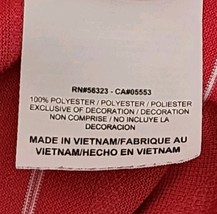 RN#56323 - CA#05553
100% POLYESTER / POLYESTER / POLIESTER
EXCLUSIVE OF DECORATION / DECORATION
NON COMPRISE / NO INCLUYE LA
DECORACION
MADE IN VIETNAM/FABRIQUE AU
VIETNAM/HECHO EN VIETNAM